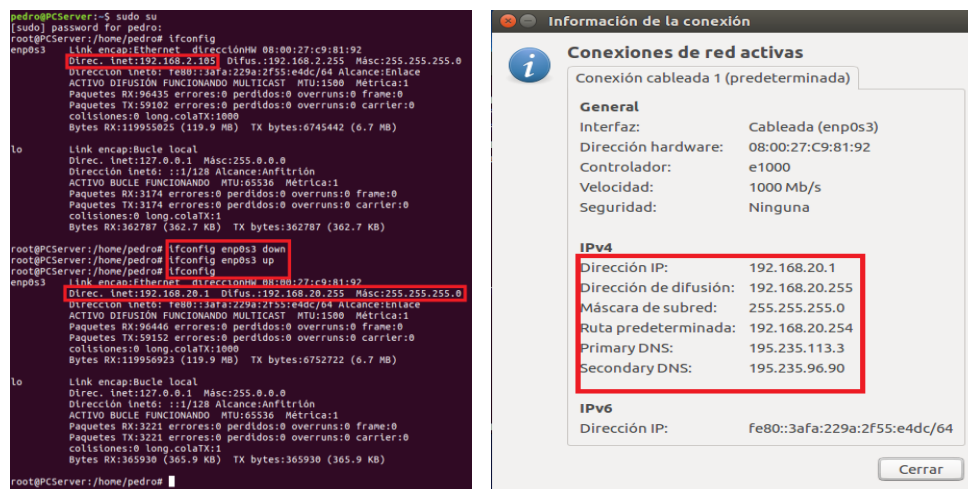 pedro@PCServer:~$ sudo su
[sudo] password for pedro:
root@PCServer:/home/pedro# ifconfig
enp0s3 Link encap:Ethernet direcciónHW 08:00:27:c9:81:92
Direc. inet:192.168.2.105 Difus.:192.168.2.255 Másc:255.255.255.0
Dirección inet6: fe80::3afa:229a:2f55:e4dc/64 Alcance:Enlace
ACTIVO DIFUSIÓN FUNCIONANDO MULTICAST MTU:1500 Métrica:1
Paquetes RX:96435 errores:0 perdidos:0 overruns:0 frame:0
Paquetes TX:59102 errores:0 perdidos:0 overruns:0 carrier:0
colisiones:0 long.colaTX:1000
Bytes RX:119955025 (119.9 MB) TX bytes:6745442 (6.7 MB)
lo Link encap:Bucle local
Direc. inet:127.0.0.1 Másc:255.0.0.0
Dirección inet6: ::1/128 Alcance:Anfitrión
ACTIVO BUCLE FUNCIONANDO MTU:65536 Métrica:1
Paquetes RX:3174 errores:0 perdidos:0 overruns:0 frame:0
Paquetes TX:3174 errores:0 perdidos:0 overruns:0 carrier:0
colisiones:0 long.colaTX:1
Bytes RX:362787 (362.7 KB) TX bytes:362787 (362.7 KB)
root@PCServer:/home/pedro# ifconfig enp0s3 down
root@PCServer:/home/pedro# ifconfig enp0s3 up
root@PCServer:/home/pedro# ifconfig
enp0s3 Link encap:Ethernet direcciónHW 08:00:27:c9:81:92
Direc. inet:192.168.20.1 Difus.:192.168.20.255 Másc:255.255.255.0
Dirección inet6: fe80::3afa:229a:2f55:e4dc/64 Alcance:Enlace
ACTIVO DIFUSIÓN FUNCIONANDO MULTICAST MTU:1500 Métrica:1
Paquetes RX:96446 errores:0 perdidos:0 overruns:0 frame:0
Paquetes TX:59152 errores:0 perdidos:0 overruns:0 carrier:0
colisiones:0 long.colaTX:1000
Bytes RX:119956923 (119.9 MB) TX bytes:6752722 (6.7 MB)
lo Link encap:Bucle local
Direc. inet:127.0.0.1 Másc:255.0.0.0
Dirección inet6: ::1/128 Alcance:Anfitrión
ACTIVO BUCLE FUNCIONANDO MTU:65536 Métrica:1
Paquetes RX:3221 errores:0 perdidos:0 overruns:0 frame:0
Paquetes TX:3221 errores:0 perdidos:0 overruns:0 carrier:0
colisiones:0 long.colaTX:1
Bytes RX:365930 (365.9 KB) TX bytes:365930 (365.9 KB)
root@PCServer:/home/pedro#
Información de la conexión
Conexiones de red activas
Conexión cableada 1 (predeterminada)
General
Interfaz: Cableada (enp0s3)
Dirección hardware: 08:00:27:C9:81:92
Controlador: e1000
Velocidad: 1000 Mb/s
Seguridad: Ninguna
IPv4
Dirección IP: 192.168.20.1
Dirección de difusión: 192.168.20.255
Máscara de subred: 255.255.255.0
Ruta predeterminada: 192.168.20.254
Primary DNS: 195.235.113.3
Secondary DNS: 195.235.96.90
IPv6
Dirección IP: fe80::3afa:229a:2f55:e4dc/64
Cerrar